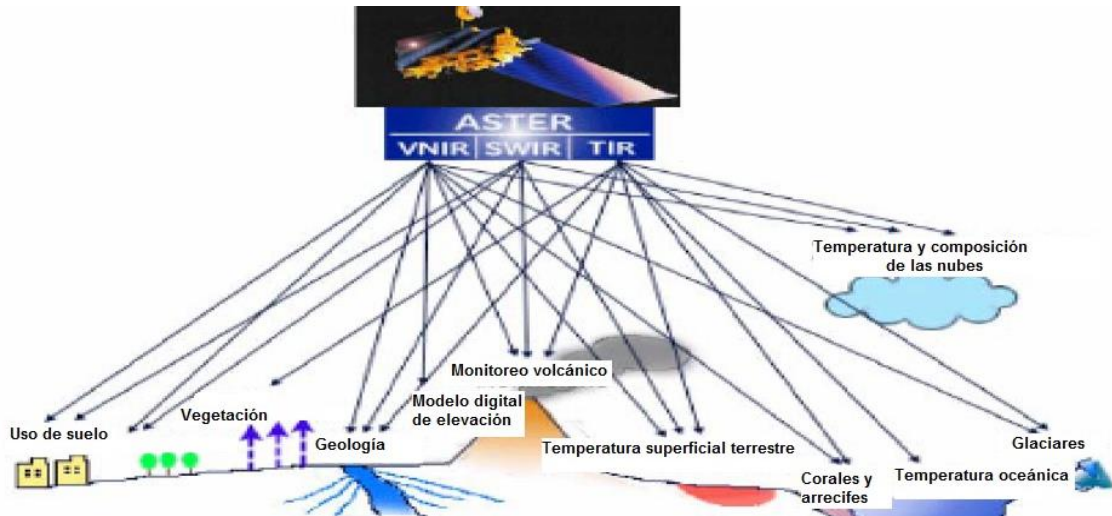 ASTER
VNIR SWIR TIR
Temperatura y composición
de las nubes
Monitoreo volcánico
Modelo digital
de elevación
Vegetación
Uso de suelo
Geología
Temperatura superficial terrestre
Glaciares
Corales y
arrecifes
Temperatura oceánica